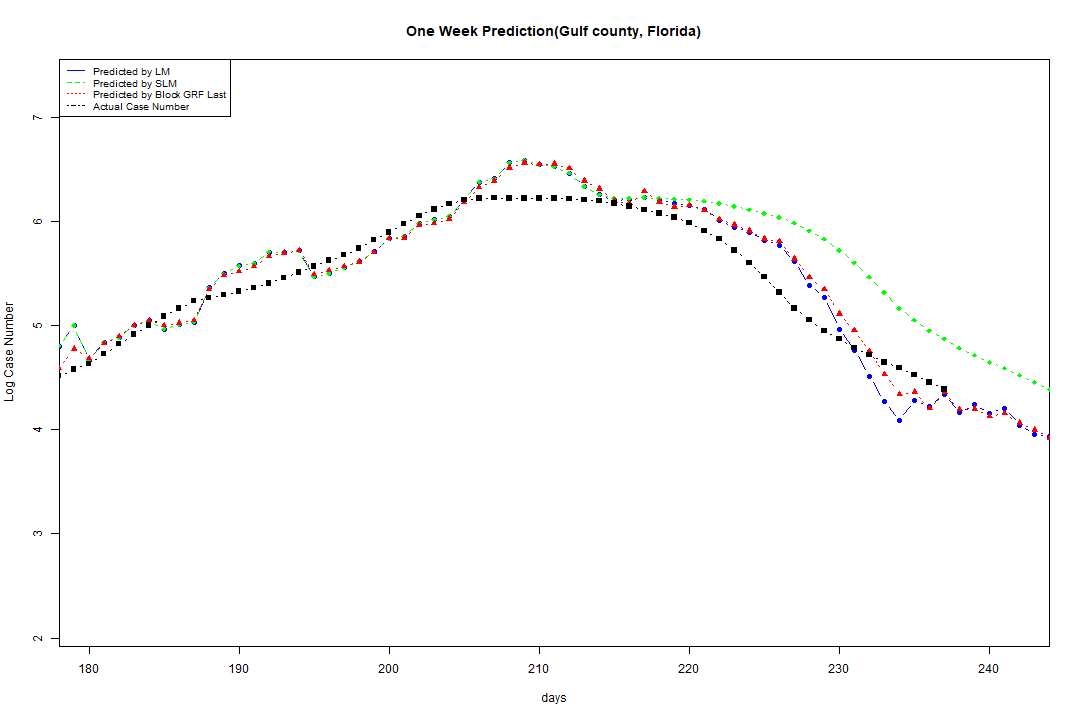 One Week Prediction(Gulf county, Florida)
Predicted by LM
Predicted by SLM
Predicted by Block GRF Last
Actual Case Number
7
6
5
4
3
2
Log Case Number
180 190 200 210 220 230 240
days